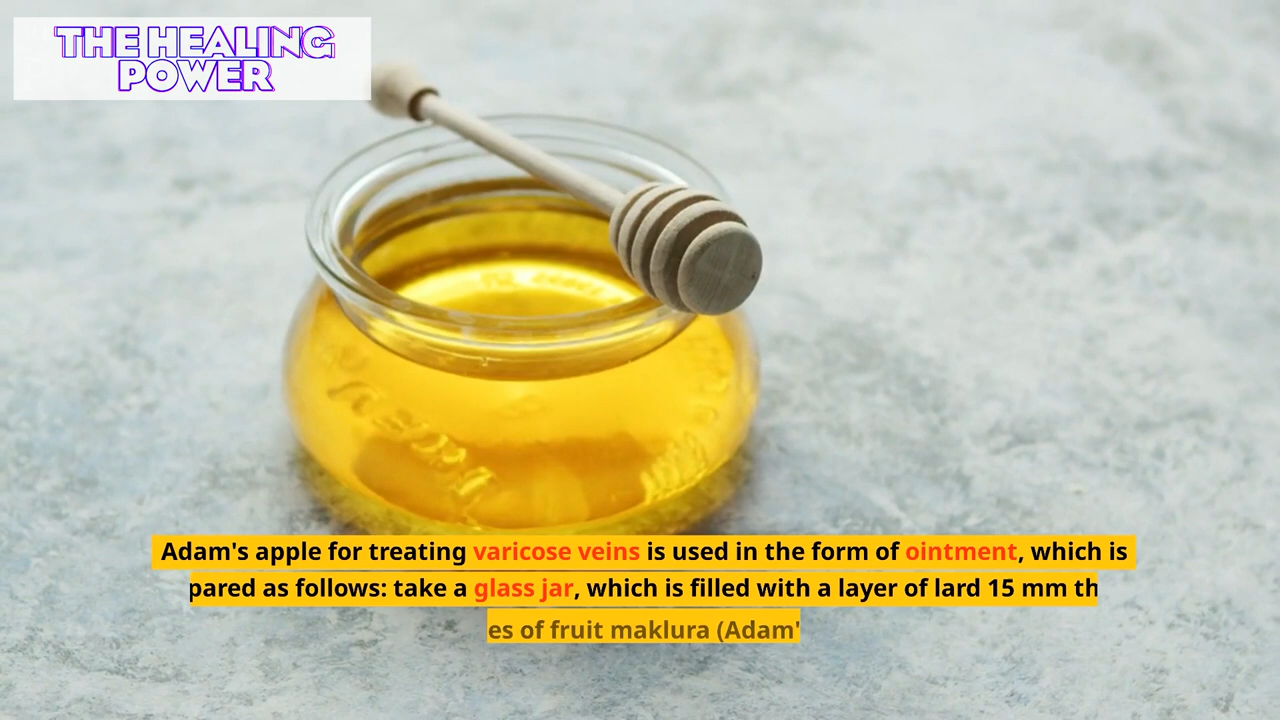 THE HEALING
POWER
Adam's apple for treating varicose veins is used in the form of ointment, which is
pared as follows: take a glass jar, which is filled with a layer of lard 15 mm th
es of fruit maklura (Adam'